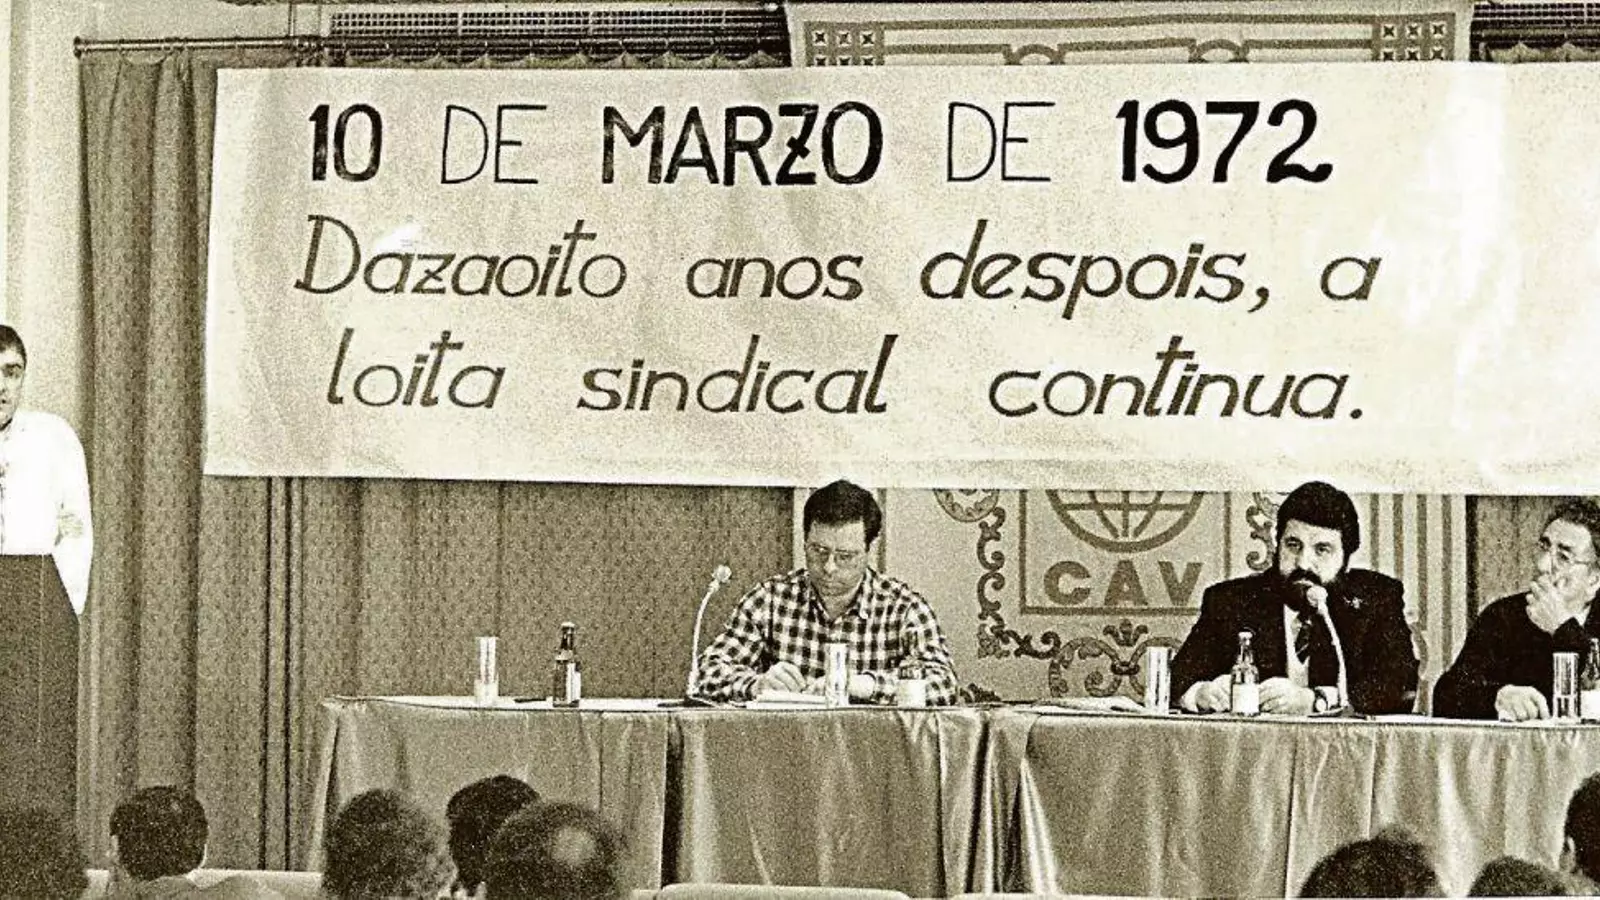 10 DE MARZO DE 1972
Dazaoito anos despois, a
loita sindical continua.
CAV